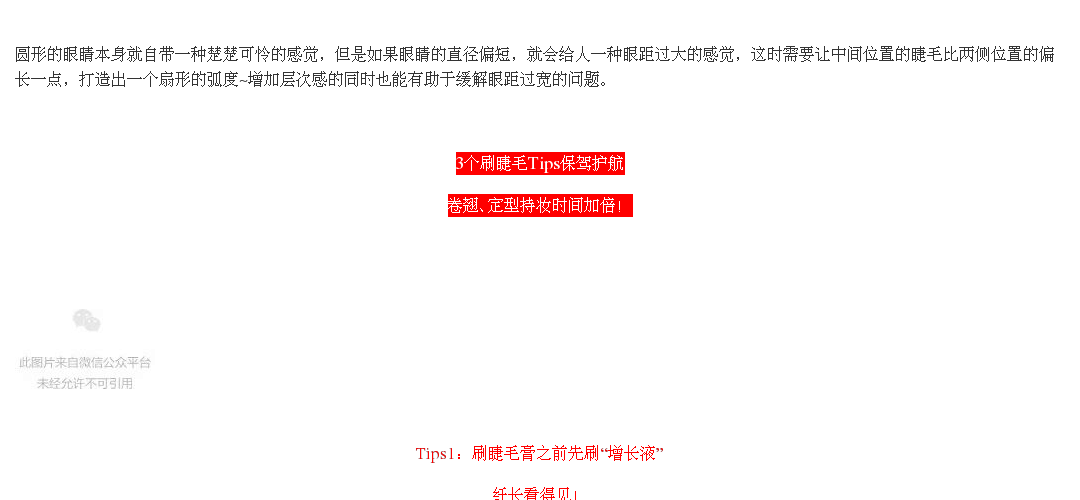 圆形的眼睛本身就自带一种楚楚可怜的感觉，但是如果眼睛的直径偏短，就会给人一种眼距过大的感觉，这时需要让中间位置的睫毛比两侧位置的偏
长一点，打造出一个扇形的弧度~增加层次感的同时也能有助于缓解眼距过宽的问题。
3个刷睫毛Tips保驾护航
卷翘、定型持妆时间加倍！
此图片来自微信公众平台
未经允许不可引用
Tips1：刷睫毛膏之前先刷“增长液”
纤长看得见！